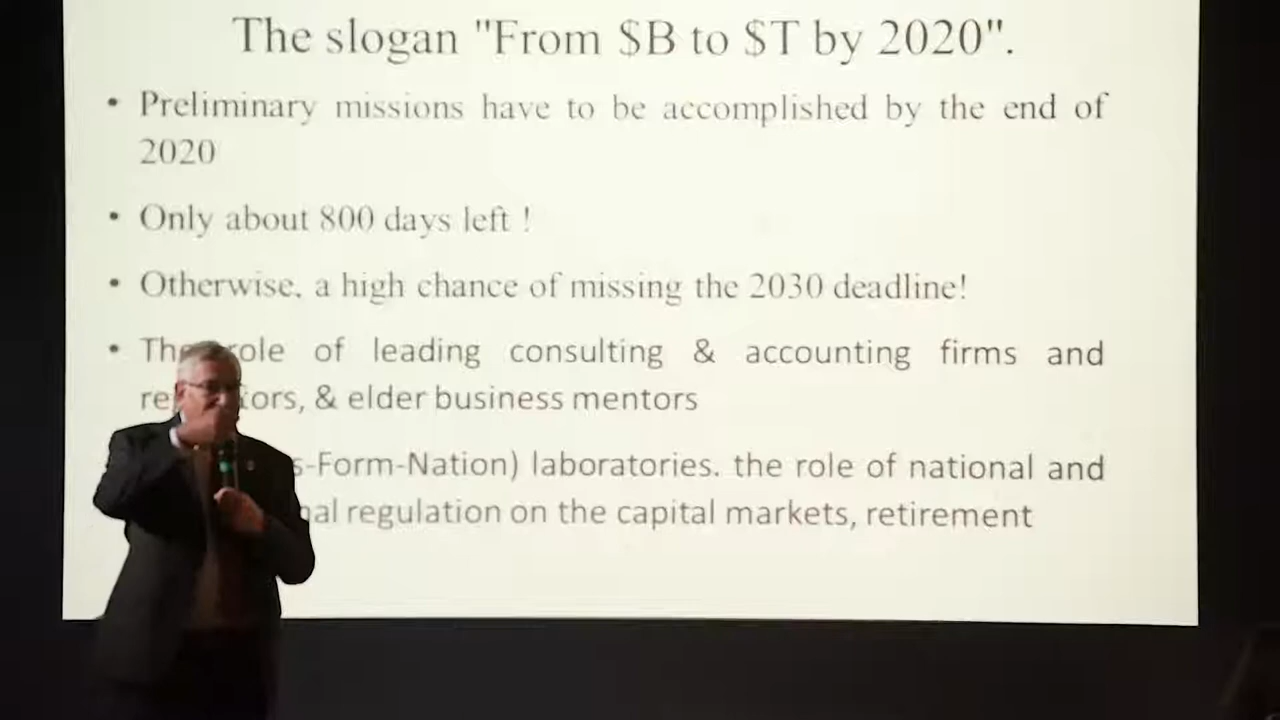 The slogan "From $B to $T by 2020".
• Preliminary missions have to be accomplished by the end of
2020
• Only about 800 days left !
• Otherwise, a high chance of missing the 2030 deadline!
• The role of leading consulting & accounting firms and
& elder business mentors
s-Form-Nation) laboratories. the role of national and
regulation on the capital markets, retirement